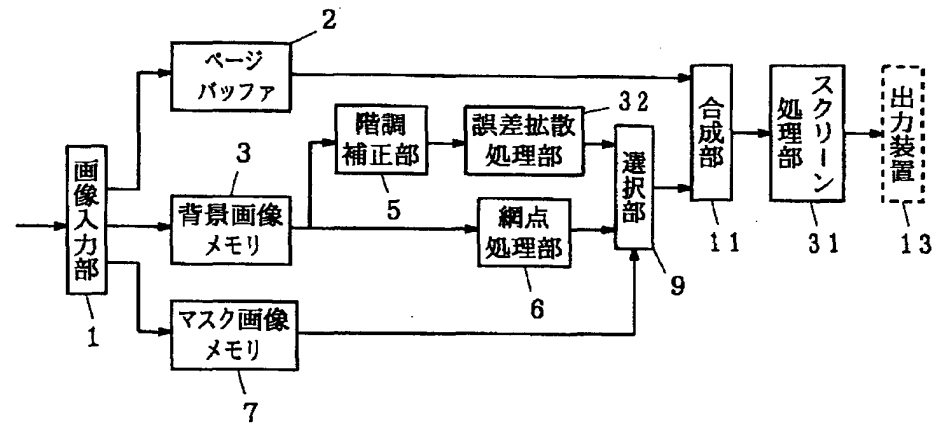 2
ページ
バッファ
32
階調
補正部
誤差拡散
処理部
合成部
スクリーン
処理部
出力装置
画像入力部
3
背景画像
メモリ
5
網点
処理部
選択部
11
31
13
1
6
9
マスク画像
メモリ
7